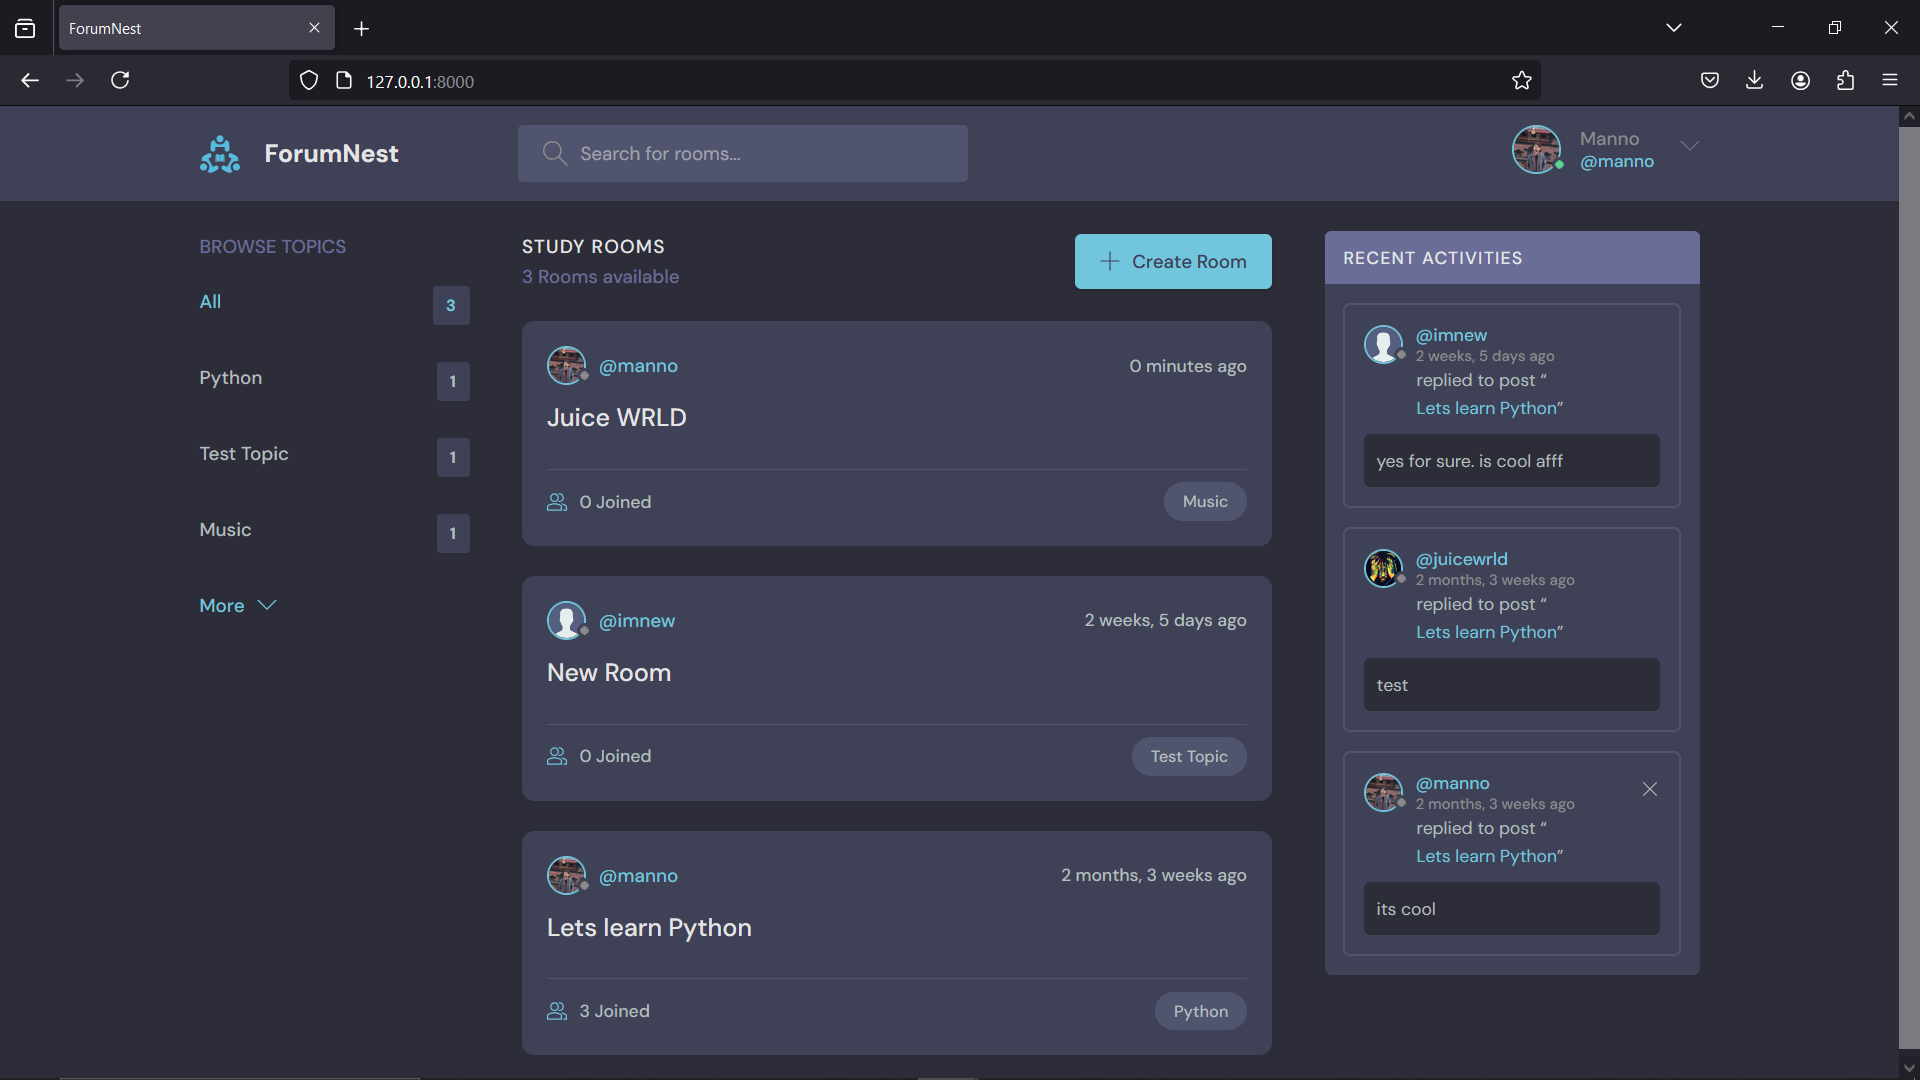 ForumNest
127.0.0.1:8000
ForumNest
Search for rooms...
Manno
@manno
BROWSE TOPICS
All
3
Python
1
Test Topic
1
Music
1
More
STUDY ROOMS
3 Rooms available
Create Room
@manno
0 minutes ago
Juice WRLD
0 Joined
Music
@imnew
2 weeks, 5 days ago
New Room
0 Joined
Test Topic
@manno
2 months, 3 weeks ago
Lets learn Python
3 Joined
Python
RECENT ACTIVITIES
@imnew
2 weeks, 5 days ago
replied to post “
Lets learn Python”
yes for sure. is cool afff
@juicewrld
2 months, 3 weeks ago
replied to post “
Lets learn Python”
test
@manno
2 months, 3 weeks ago
replied to post “
Lets learn Python”
its cool